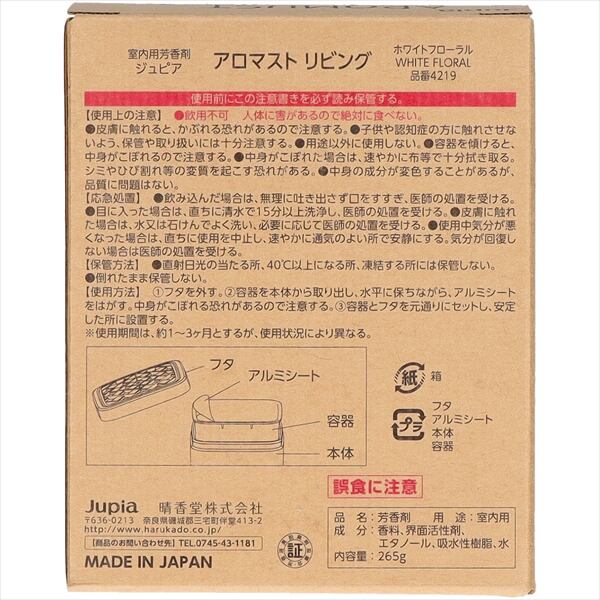 室内用芳香剤
ジュピア
アロマスト リビング
ホワイトフローラル
WHITE FLORAL
品番4219
使用前にこの注意書きを必ず読み保管する。
【使用上の注意】 ●飲用不可 人体に害があるので絶対に食べない。
●皮膚に触れると、かぶれる恐れがあるので注意する。●子供や認知症の方に触れさせな
いよう、保管や取り扱いには十分注意する。●用途以外に使用しない。●容器を傾けると、
中身がこぼれるので注意する。●中身がこぼれた場合は、速やかに布等で十分拭き取る。
シミやひび割れ等の変質を起こす恐れがある。●中身の成分が変色することがあるが、
品質に問題はない。
【応急処置】 ●飲み込んだ場合は、無理に吐き出さず口をすすぎ、医師の処置を受ける。
●目に入った場合は、直ちに清水で15分以上洗浄し、医師の処置を受ける。●皮膚に触れ
た場合は、水又は石けんでよく洗い、必要に応じて医師の処置を受ける。●使用中気分が悪
くなった場合は、直ちに使用を中止し、速やかに通気のよい所で安静にする。気分が回復し
ない場合は医師の処置を受ける。
【保管方法】 ●直射日光の当たる所、40℃以上になる所、凍結する所には保管しない。
●倒れたまま保管しない。
【使用方法】 ①フタを外す。②容器を本体から取り出し、水平に保ちながら、アルミシート
をはがす。中身がこぼれる恐れがあるので注意する。③容器とフタを元通りにセットし、安定
した所に設置する。
※使用期間は、約1〜3ヶ月とするが、使用状況により異なる。
フタ
アルミシート
容器
本体
紙
箱
プラ
フタ
アルミシート
本体
容器
誤食に注意
Jupia 晴香堂株式会社
〒636-0213 奈良県磯城郡三宅町伴堂413-2
http://www.harukado.co.jp/
【商品のお問い合わせ先】 TEL.0745-43-1181
MADE IN JAPAN
証
品 名：芳香剤 用 途：室内用
成 分：香料、界面活性剤、
エタノール、吸水性樹脂、水
内容量：265g